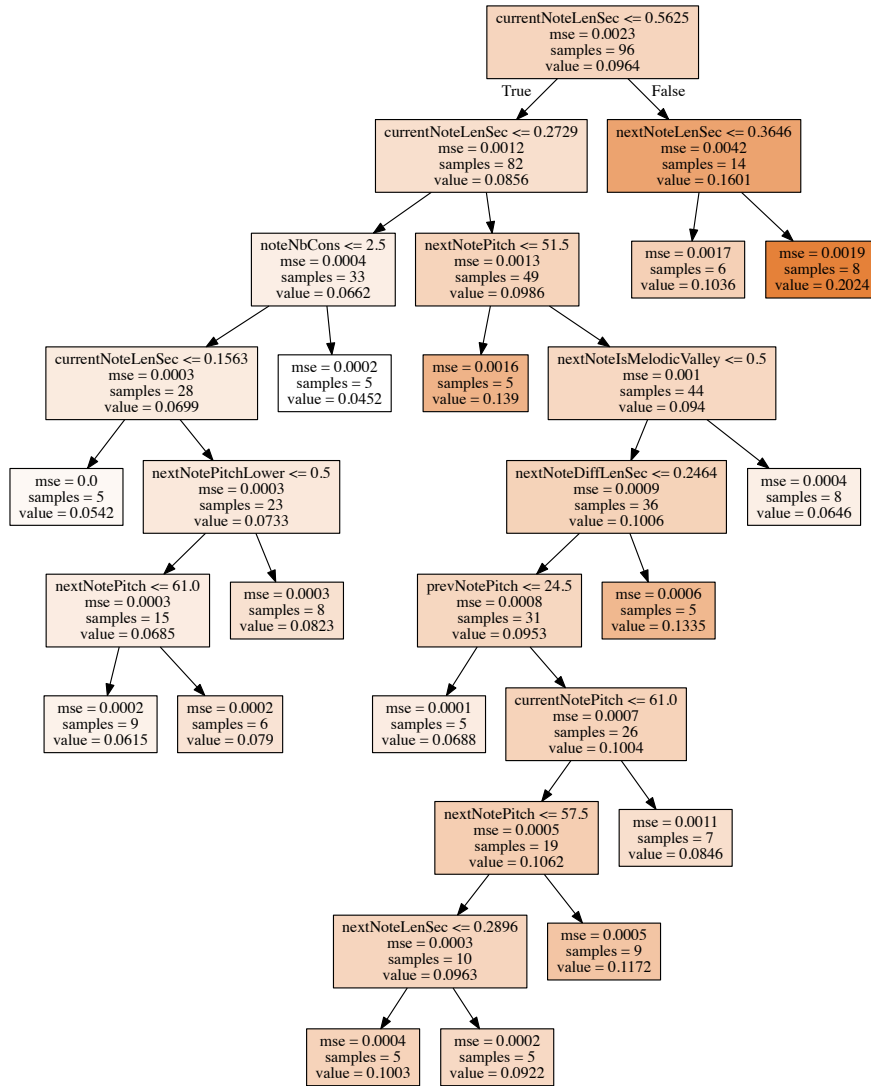 currentNoteLenSec <= 0.5625
mse = 0.0023
samples = 96
value = 0.0964
True
False
currentNoteLenSec <= 0.2729
mse = 0.0012
samples = 82
value = 0.0856
nextNoteLenSec <= 0.3646
mse = 0.0042
samples = 14
value = 0.1601
noteNbCons <= 2.5
mse = 0.0004
samples = 33
value = 0.0662
nextNotePitch <= 51.5
mse = 0.0013
samples = 49
value = 0.0986
mse = 0.0017
samples = 6
value = 0.1036
mse = 0.0019
samples = 8
value = 0.2024
currentNoteLenSec <= 0.1563
mse = 0.0003
samples = 28
value = 0.0699
mse = 0.0002
samples = 5
value = 0.0452
mse = 0.0016
samples = 5
value = 0.139
nextNoteIsMelodicValley <= 0.5
mse = 0.001
samples = 44
value = 0.094
mse = 0.0
samples = 5
value = 0.0542
nextNotePitchLower <= 0.5
mse = 0.0003
samples = 23
value = 0.0733
nextNoteDiffLenSec <= 0.2464
mse = 0.0009
samples = 36
value = 0.1006
mse = 0.0004
samples = 8
value = 0.0646
nextNotePitch <= 61.0
mse = 0.0003
samples = 15
value = 0.0685
mse = 0.0003
samples = 8
value = 0.0823
prevNotePitch <= 24.5
mse = 0.0008
samples = 31
value = 0.0953
mse = 0.0006
samples = 5
value = 0.1335
mse = 0.0002
samples = 9
value = 0.0615
mse = 0.0002
samples = 6
value = 0.079
mse = 0.0001
samples = 5
value = 0.0688
currentNotePitch <= 61.0
mse = 0.0007
samples = 26
value = 0.1004
nextNotePitch <= 57.5
mse = 0.0005
samples = 19
value = 0.1062
mse = 0.0011
samples = 7
value = 0.0846
nextNoteLenSec <= 0.2896
mse = 0.0003
samples = 10
value = 0.0963
mse = 0.0005
samples = 9
value = 0.1172
mse = 0.0004
samples = 5
value = 0.1003
mse = 0.0002
samples = 5
value = 0.0922